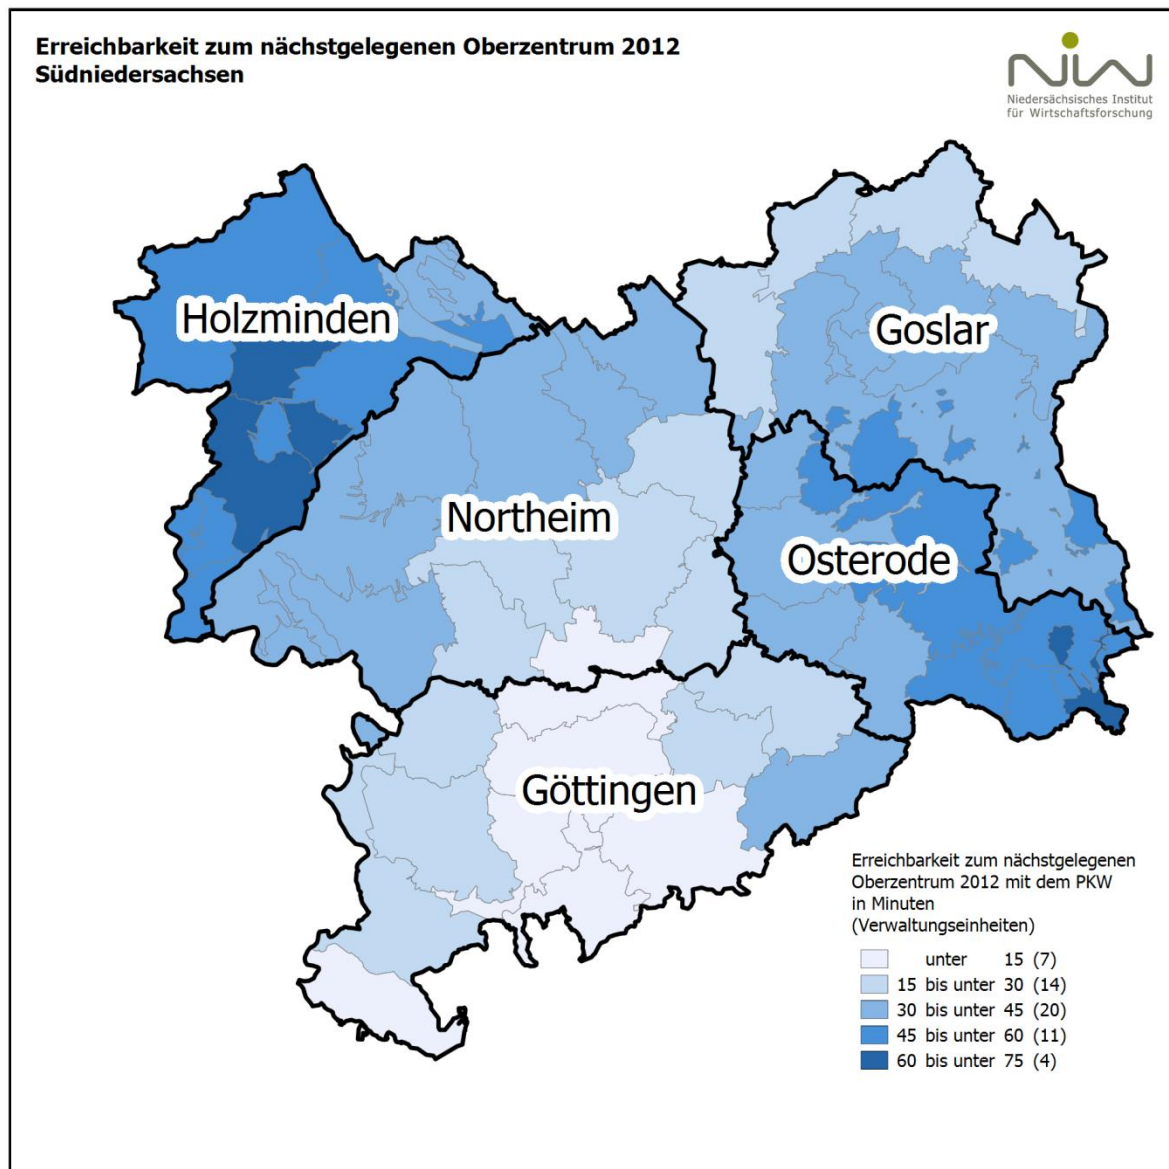 Erreichbarkeit zum nächstgelegenen Oberzentrum 2012
Südniedersachsen
NIW
Niedersächsisches Institut
für Wirtschaftsforschung
Holzminden
Goslar
Northeim
Osterode
Göttingen
Erreichbarkeit zum nächstgelegenen
Oberzentrum 2012 mit dem PKW
in Minuten
(Verwaltungseinheiten)
unter 15 (7)
15 bis unter 30 (14)
30 bis unter 45 (20)
45 bis unter 60 (11)
60 bis unter 75 (4)